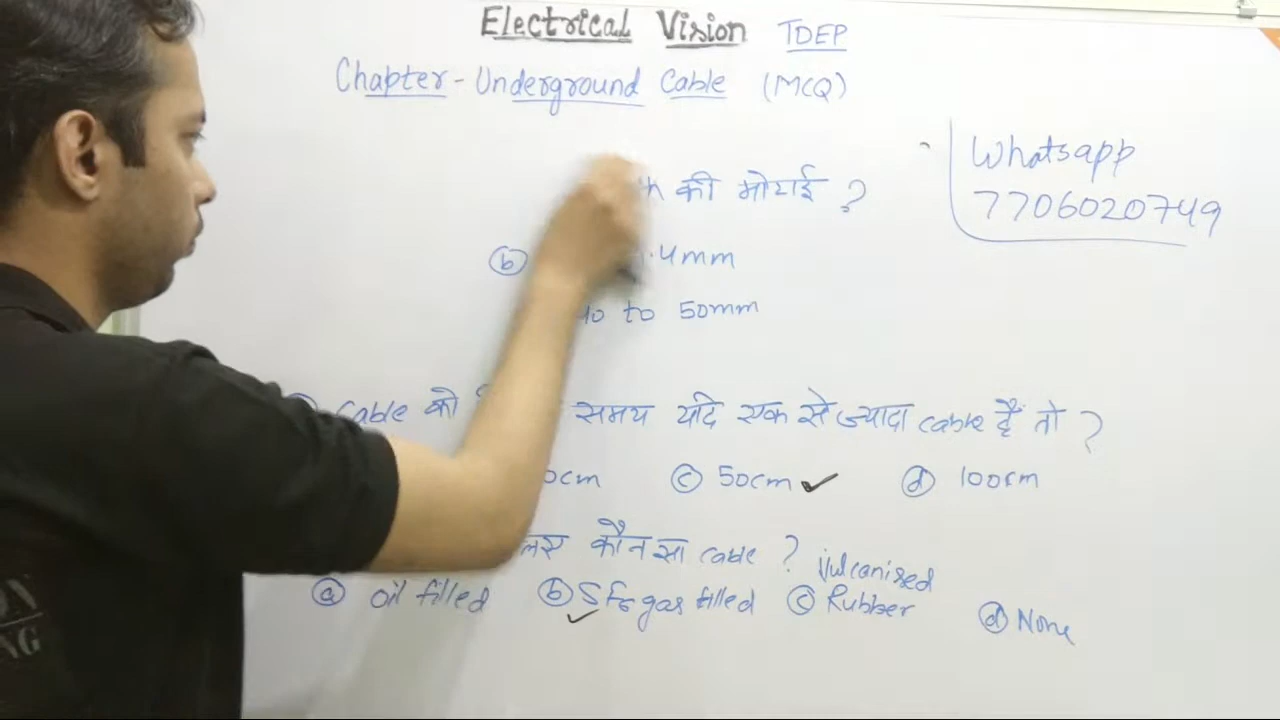 Electrical Vision TDEP
Chapter - Underground Cable (MCQ)
Whatsapp
7706020749
की मोटाई ?
ⓑ .4mm
40 to 50mm
cable को समय यदि एक से ज्यादा cable हैं तो ?
0cm ⓒ 50cm ✓ ⓓ 100cm
कौन सा cable ?
ⓐ oil filled ⓑ SF6 gas filled ⓒ Vulcanised Rubber ⓓ None